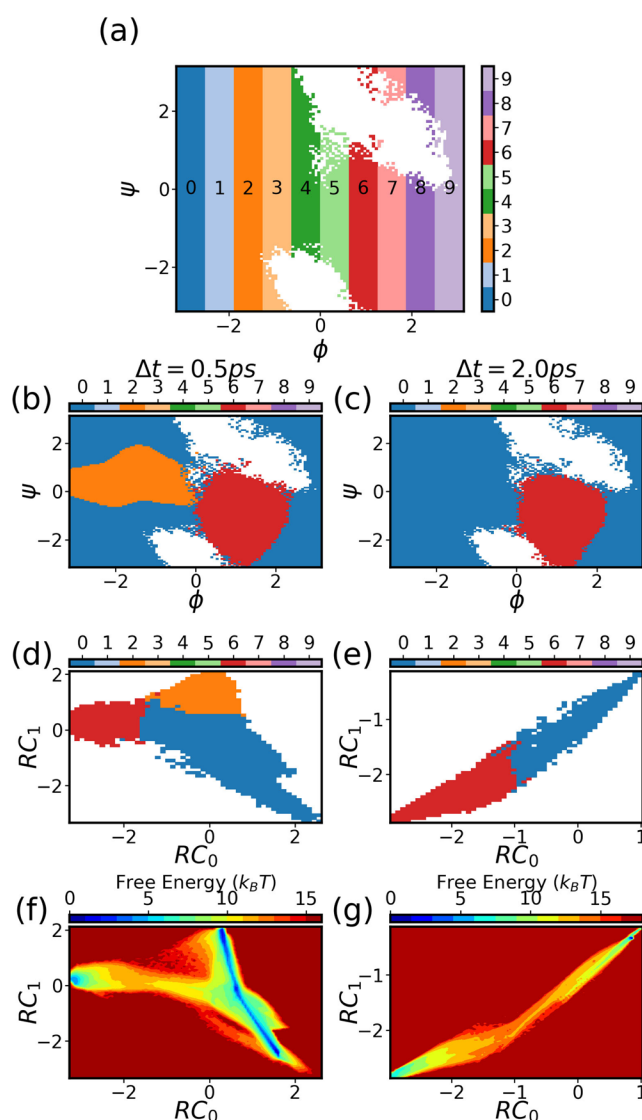 (a)
9
8
7
6
5
4
3
2
1
0
2
0
−2
ψ
0 1 2 3 4 5 6 7 8 9
−2 0 2
ϕ
Δt = 0.5ps Δt = 2.0ps
(b) 0 1 2 3 4 5 6 7 8 9 (c) 0 1 2 3 4 5 6 7 8 9
2
0
−2
ψ
−2 0 2
ϕ
2
0
−2
ψ
−2 0 2
ϕ
(d) 0 1 2 3 4 5 6 7 8 9 (e) 0 1 2 3 4 5 6 7 8 9
2
0
−2
RC₁
−2 0 2
RC₀
−1
−2
RC₁
−2 −1 0 1
RC₀
(f) Free Energy (k_BT) (g) Free Energy (k_BT)
0 5 10 15 0 5 10 15
2
0
−2
RC₁
−2 0 2
RC₀
−1
−2
RC₁
−2 −1 0 1
RC₀